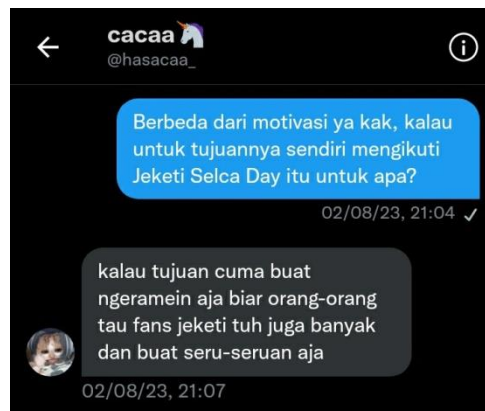 cacaa🦄
@hasacaa_
Berbeda dari motivasi ya kak, kalau
untuk tujuannya sendiri mengikuti
Jeketi Selca Day itu untuk apa?
02/08/23, 21:04 ✓
kalau tujuan cuma buat
ngeramein aja biar orang-orang
tau fans jeketi tuh juga banyak
dan buat seru-seruan aja
02/08/23, 21:07